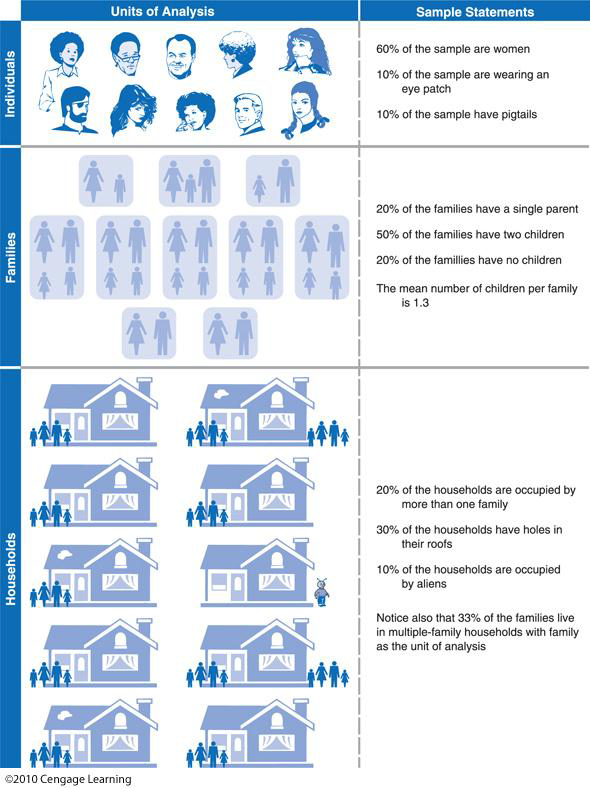 Units of Analysis
Sample Statements
Individuals
60% of the sample are women
10% of the sample are wearing an
eye patch
10% of the sample have pigtails
Families
20% of the families have a single parent
50% of the families have two children
20% of the famillies have no children
The mean number of children per family
is 1.3
Households
20% of the households are occupied by
more than one family
30% of the households have holes in
their roofs
10% of the households are occupied
by aliens
Notice also that 33% of the families live
in multiple-family households with family
as the unit of analysis
©2010 Cengage Learning